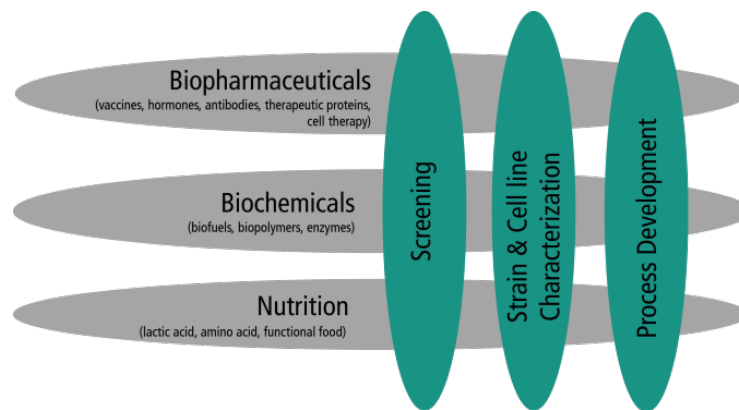 Biopharmaceuticals
(vaccines, hormones, antibodies, therapeutic proteins,
cell therapy)
Biochemicals
(biofuels, biopolymers, enzymes)
Nutrition
(lactic acid, amino acid, functional food)
Screening
Strain & Cell line
Characterization
Process Development